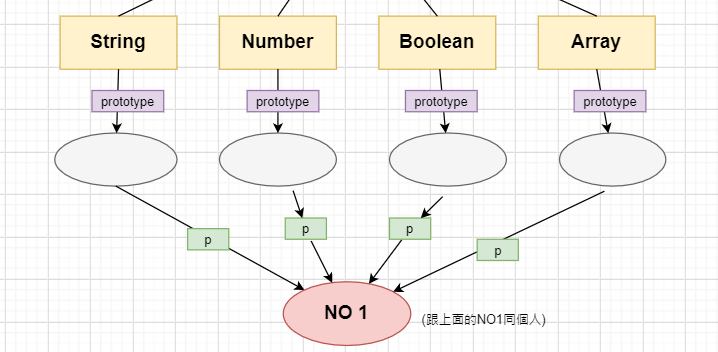 String
Number
Boolean
Array
prototype
prototype
prototype
prototype
p
p
p
p
NO 1
(跟上面的NO1同個人)